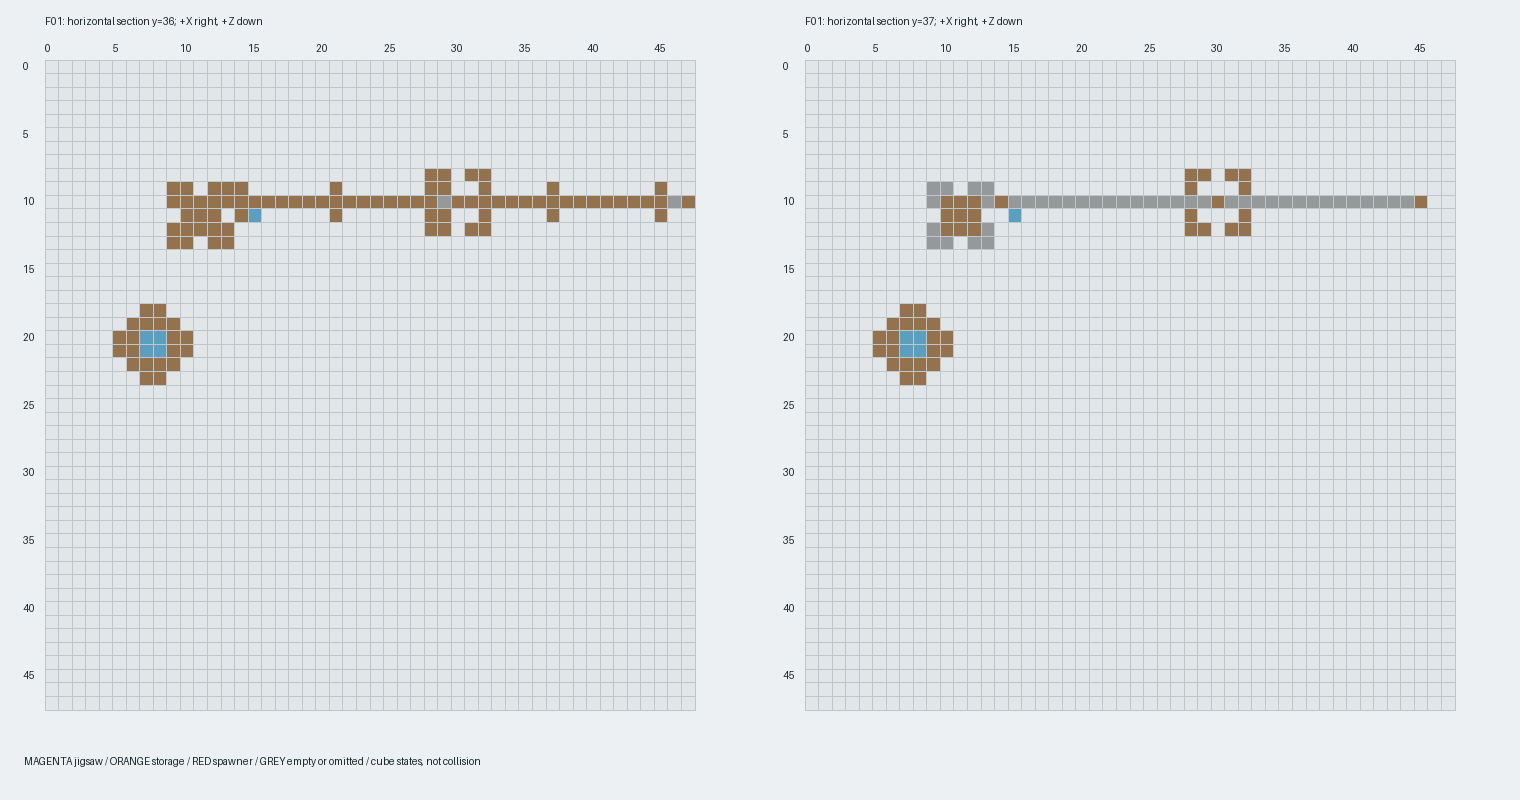 F01: horizontal section y=36; +X right, +Z down
F01: horizontal section y=37; +X right, +Z down
0 5 10 15 20 25 30 35 40 45
0 5 10 15 20 25 30 35 40 45
0 0
5 5
10 10
15 15
20 20
25 25
30 30
35 35
40 40
45 45
MAGENTA jigsaw / ORANGE storage / RED spawner / GREY empty or omitted / cube states, not collision